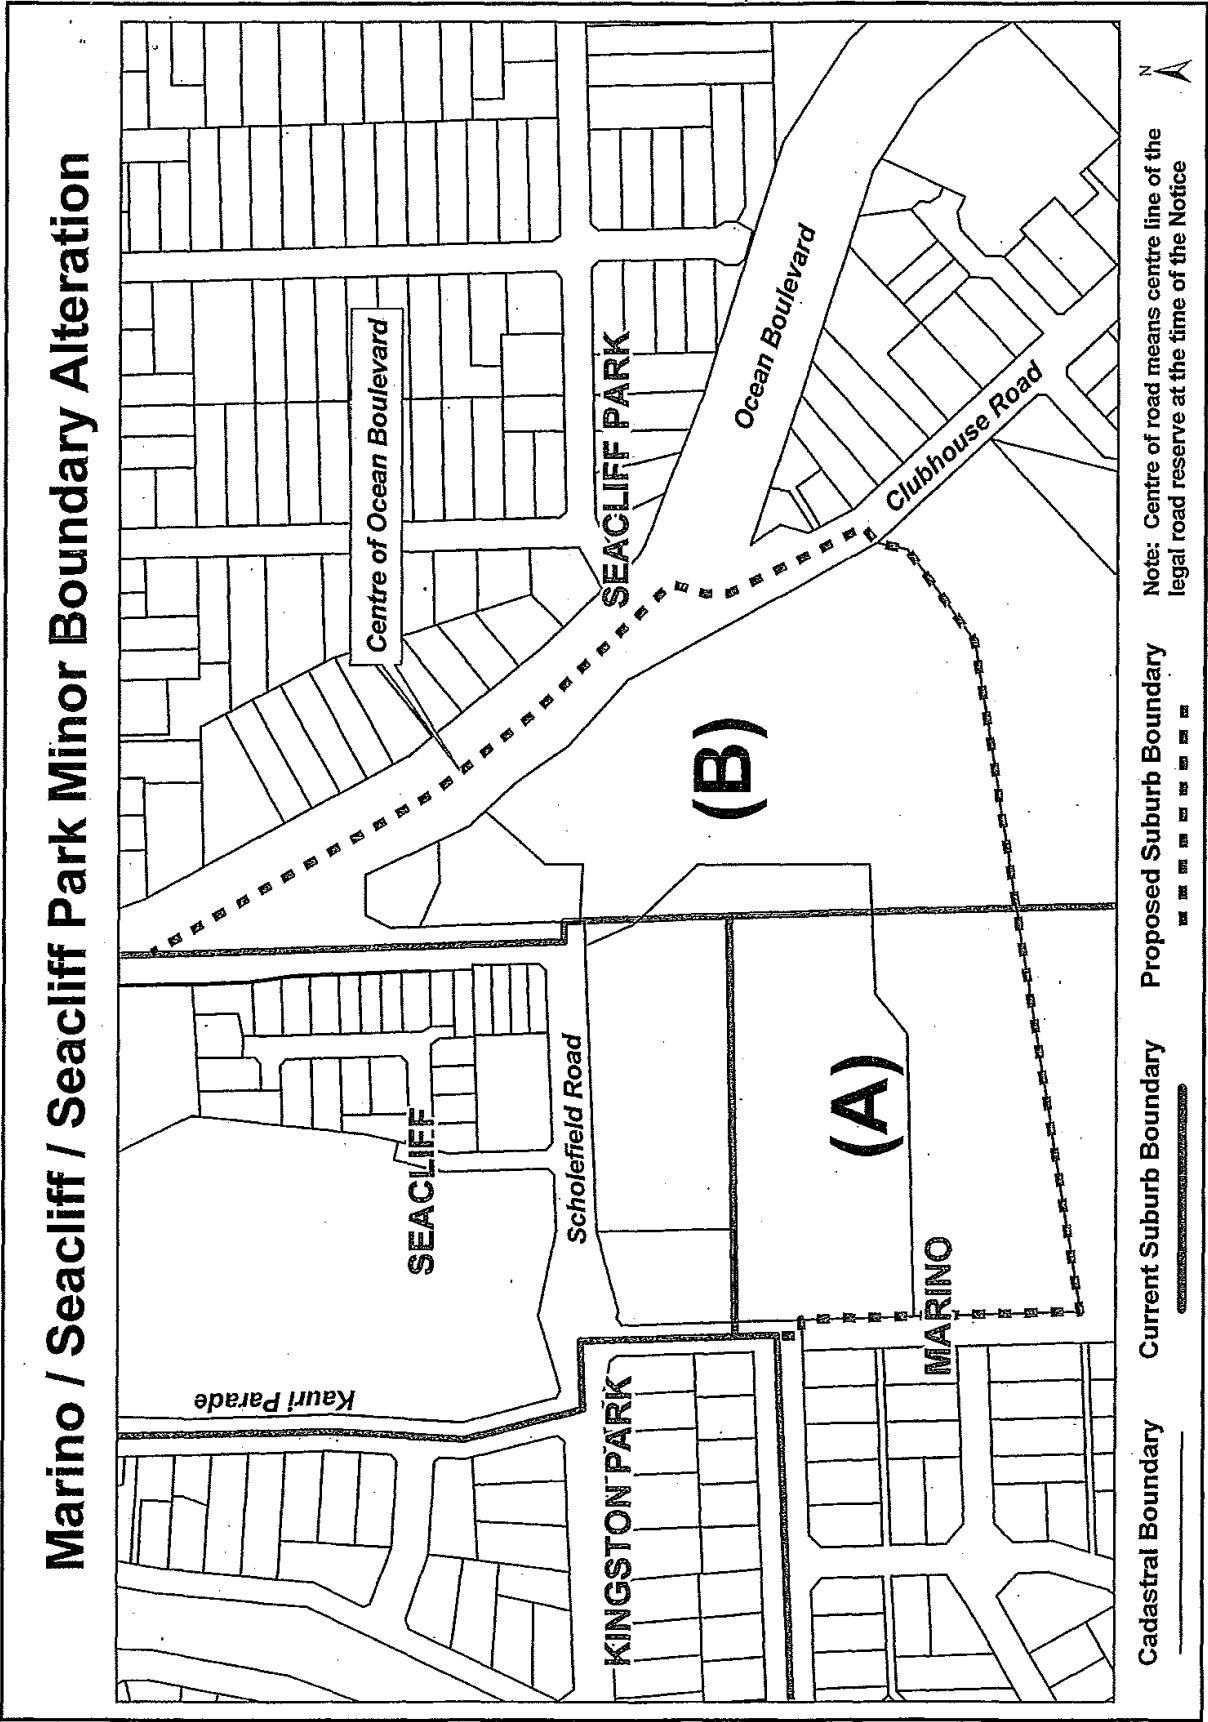 Marino / Seacliff / Seacliff Park Minor Boundary Alteration
Kauri Parade
SEACLIFF
Centre of Ocean Boulevard
Scholefield Road
KINGSTON PARK
SEACLIFF PARK
(B)
Ocean Boulevard
(A)
MARINO
Clubhouse Road
Cadastral Boundary
Current Suburb Boundary
Proposed Suburb Boundary
Note: Centre of road means centre line of the
legal road reserve at the time of the Notice
N